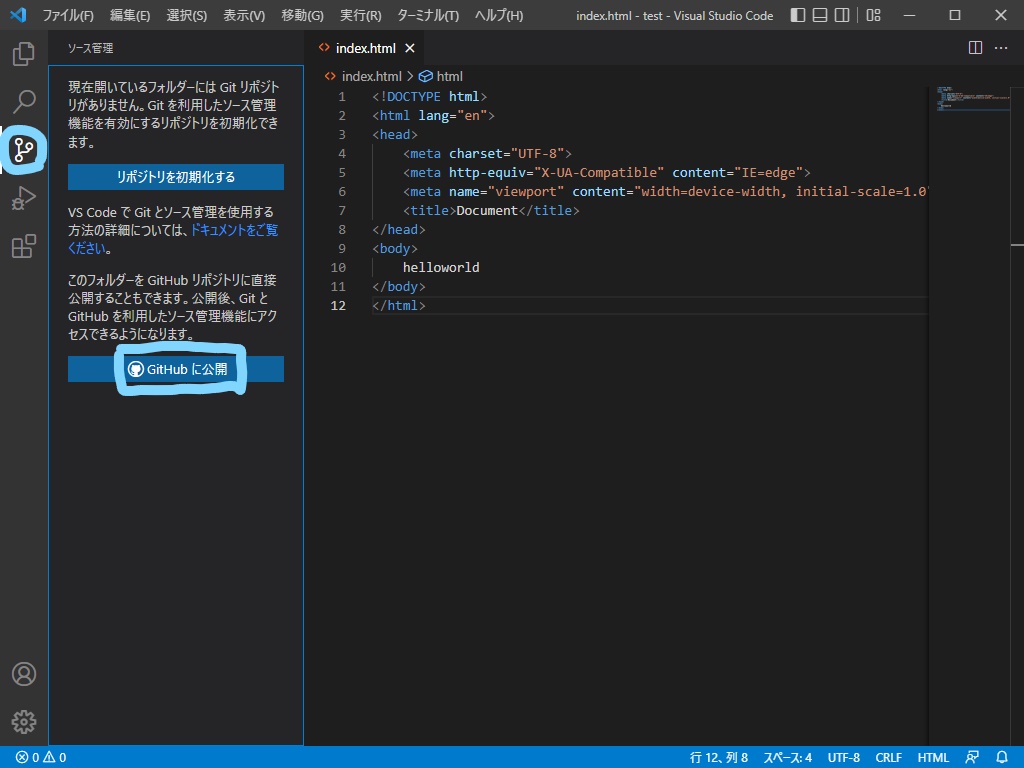 ファイル(F) 編集(E) 選択(S) 表示(V) 移動(G) 実行(R) ターミナル(T) ヘルプ(H) index.html - test - Visual Studio Code
ソース管理
現在開いているフォルダーには Git リポジト
リがありません。Git を利用したソース管理
機能を有効にするリポジトリを初期化でき
ます。
リポジトリを初期化する
VS Code で Git とソース管理を使用する
方法の詳細については、ドキュメントをご覧
ください。
このフォルダーを GitHub リポジトリに直接
公開することもできます。公開後、Git と
GitHub を利用したソース管理機能にアク
セスできるようになります。
GitHub に公開
index.html
index.html > html
1 <!DOCTYPE html>
2 <html lang="en">
3 <head>
4 <meta charset="UTF-8">
5 <meta http-equiv="X-UA-Compatible" content="IE=edge">
6 <meta name="viewport" content="width=device-width, initial-scale=1.0"
7 <title>Document</title>
8 </head>
9 <body>
10 helloworld
11 </body>
12 </html>
0 0 行 12、列 8 スペース: 4 UTF-8 CRLF HTML